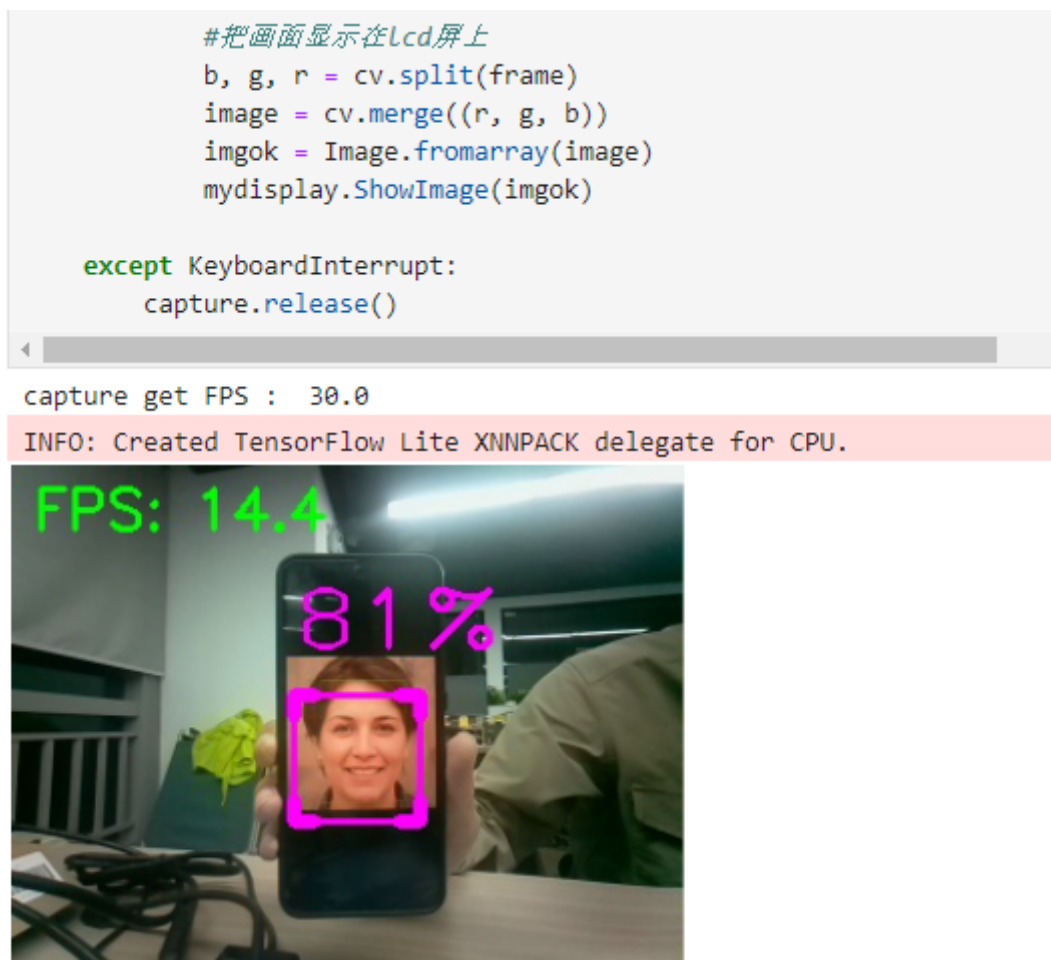 #把画面显示在lcd屏上
b, g, r = cv.split(frame)
image = cv.merge((r, g, b))
imgok = Image.fromarray(image)
mydisplay.ShowImage(imgok)
except KeyboardInterrupt:
capture.release()
capture get FPS :  30.0
INFO: Created TensorFlow Lite XNNPACK delegate for CPU.
FPS: 14.4
81%